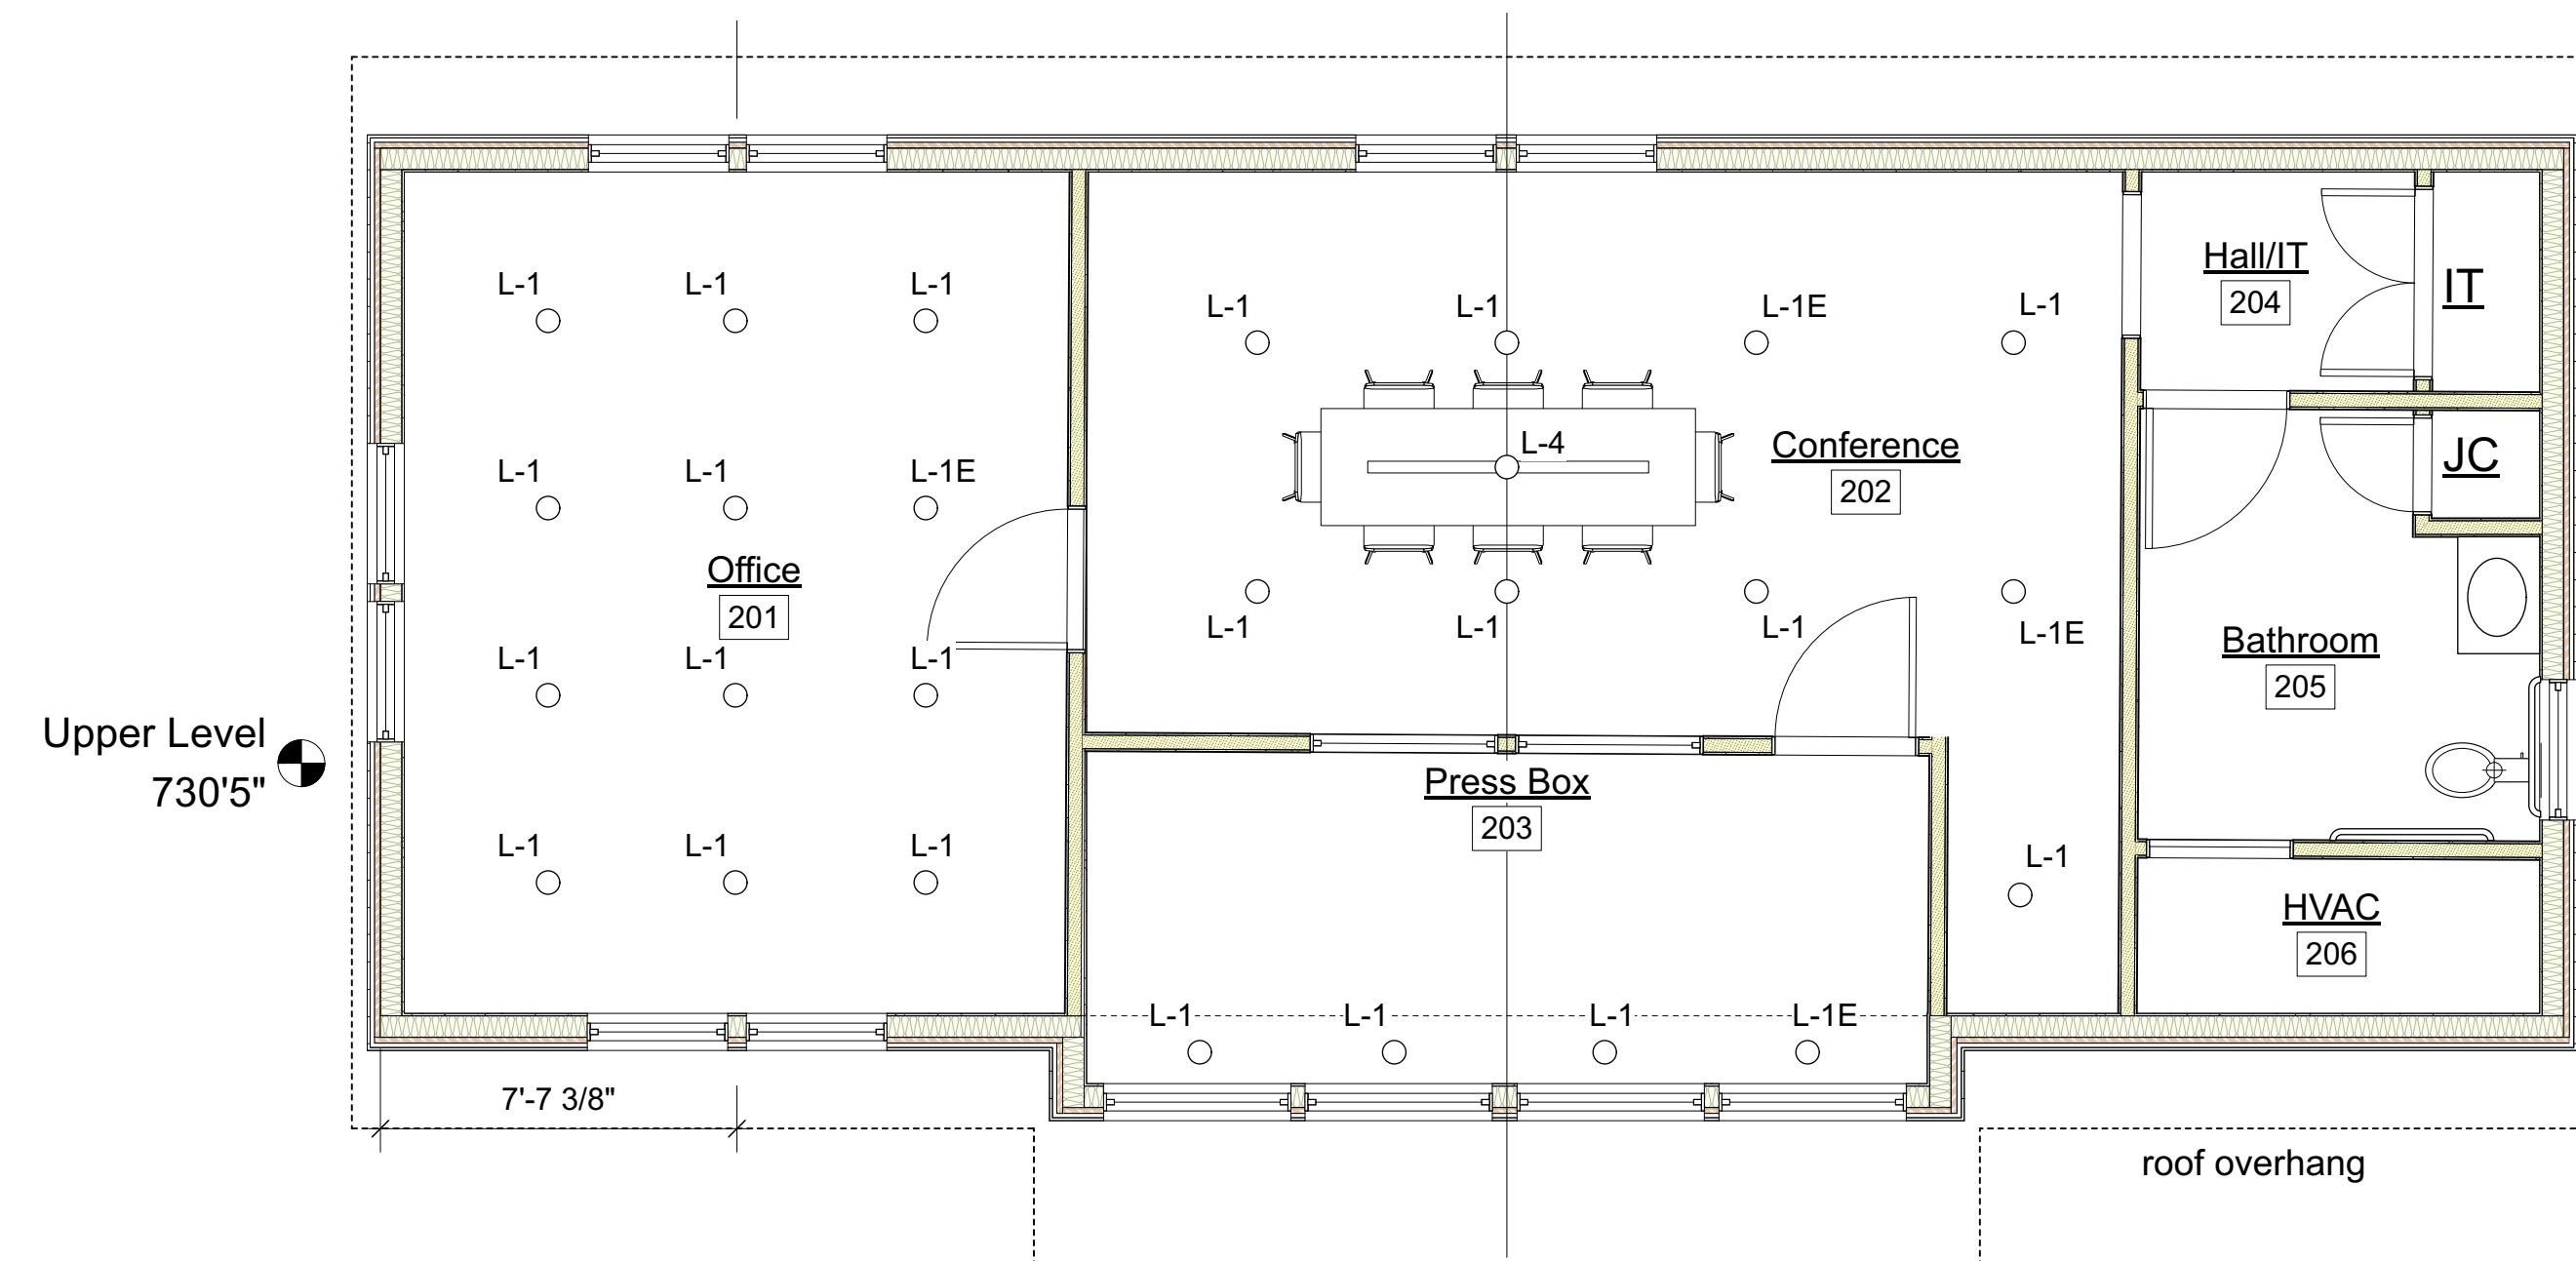 Hall/IT
204
IT
L-1
L-1
L-1
L-1
L-1
L-1E
L-1
L-4
Conference
202
JC
L-1
L-1
L-1E
Office
201
L-1
L-1
L-1
L-1E
Bathroom
205
L-1
L-1
L-1
Upper Level
730'5"
Press Box
203
L-1
L-1
L-1
L-1
HVAC
206
L-1
L-1
L-1
L-1E
7'-7 3/8"
roof overhang